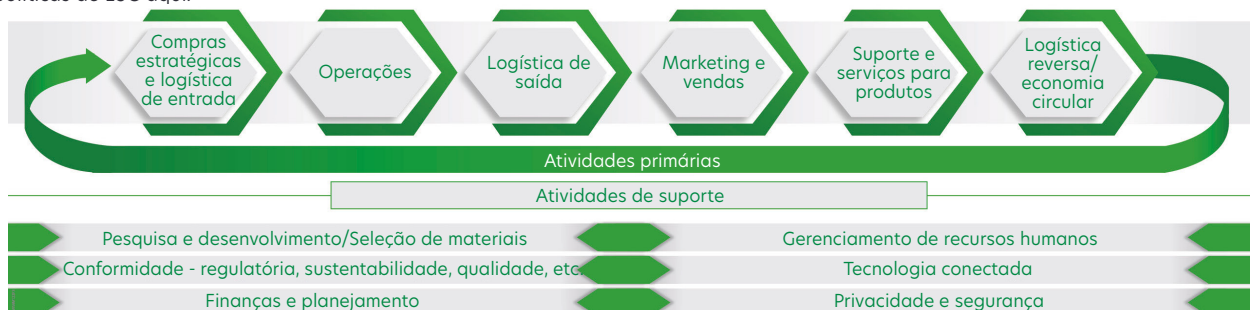 Compras
estratégicas
e logística
de entrada
Operações
Logística de
saída
Marketing e
vendas
Suporte e
serviços para
produtos
Logística
reversa/
economia
circular
Atividades primárias
Atividades de suporte
Pesquisa e desenvolvimento/Seleção de materiais
Gerenciamento de recursos humanos
Conformidade - regulatória, sustentabilidade, qualidade, etc.
Tecnologia conectada
Finanças e planejamento
Privacidade e segurança